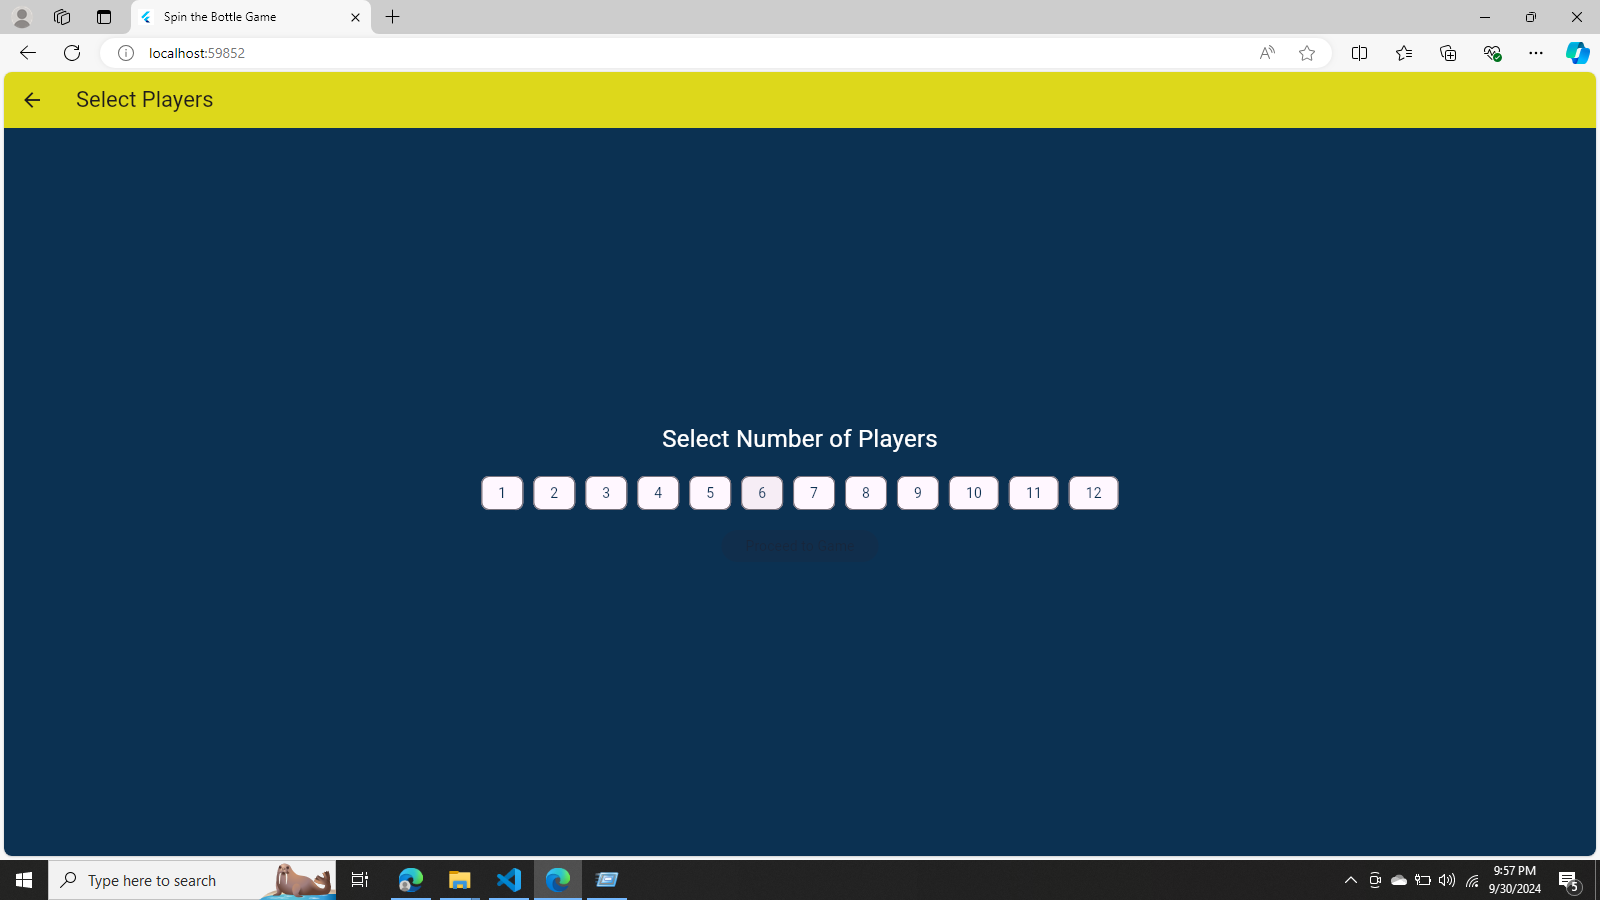 Spin the Bottle Game
localhost:59852
Select Players
Select Number of Players
1 2 3 4 5 6 7 8 9 10 11 12
Type here to search
9:57 PM
9/30/2024
5